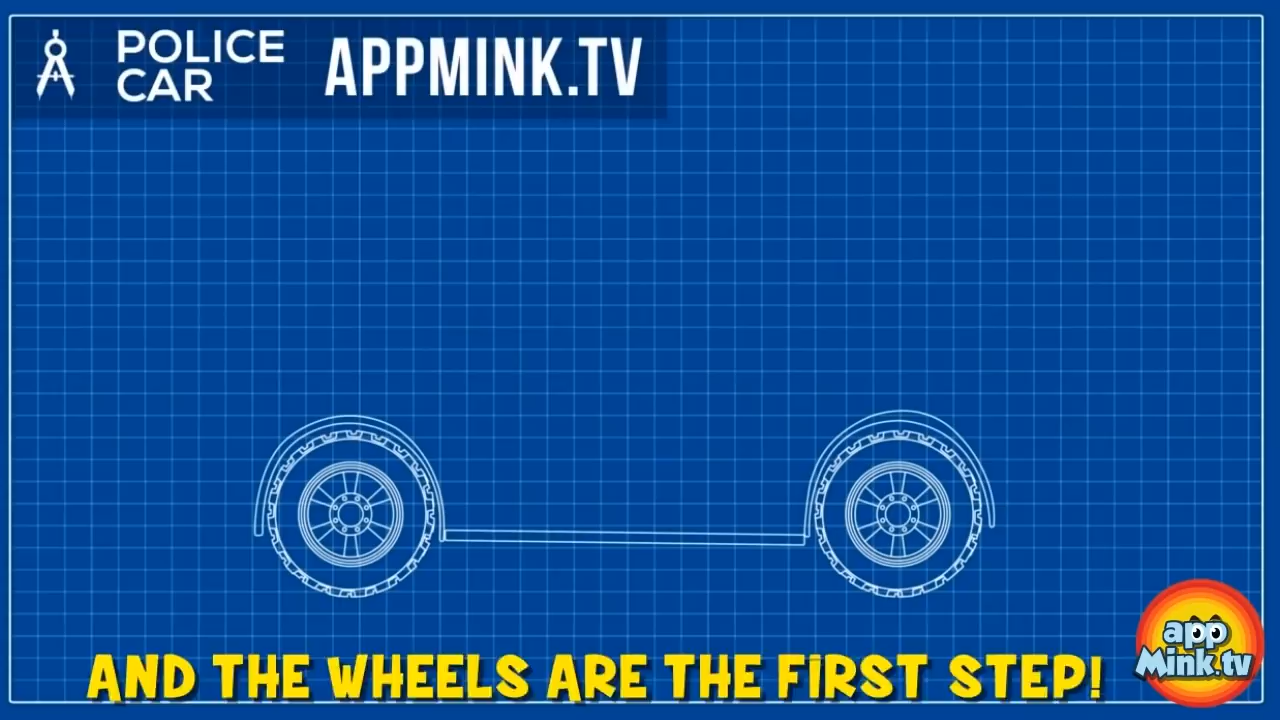 POLICE
CAR
APPMINK.TV
AND THE WHEELS ARE THE FIRST STEP!
app
Mink.tv